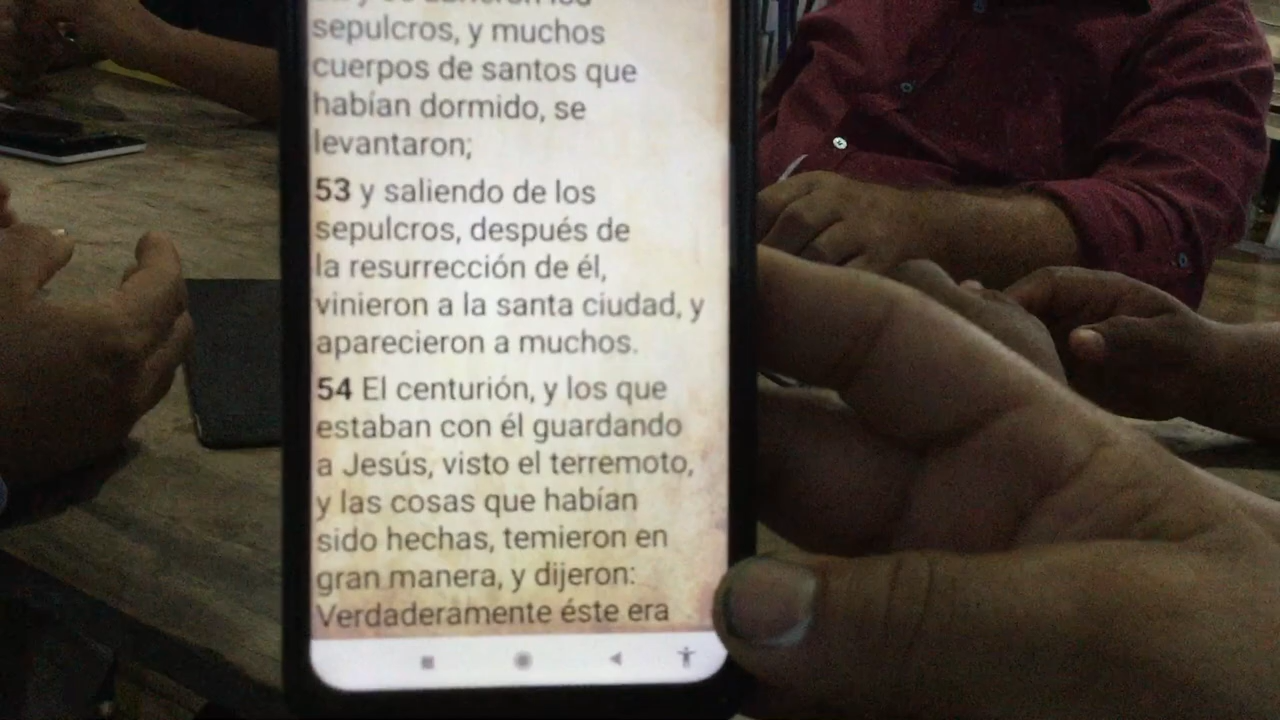 sepulcros, y muchos
cuerpos de santos que
habían dormido, se
levantaron;
53 y saliendo de los
sepulcros, después de
la resurrección de él,
vinieron a la santa ciudad, y
aparecieron a muchos.
54 El centurión, y los que
estaban con él guardando
a Jesús, visto el terremoto,
y las cosas que habían
sido hechas, temieron en
gran manera, y dijeron:
Verdaderamente éste era